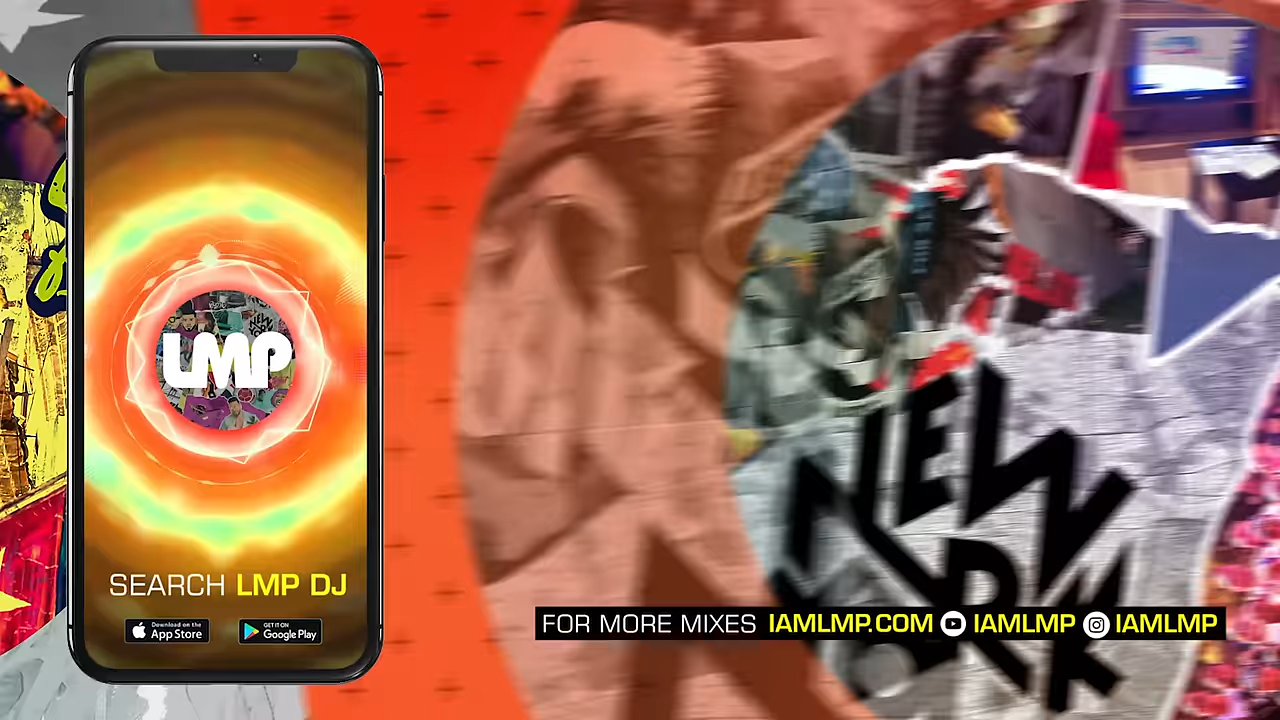 LMP
SEARCH LMP DJ
Download on the
App Store
GET IT ON
Google Play
NEW
YORK
FOR MORE MIXES IAMLMP.COM IAMLMP IAMLMP